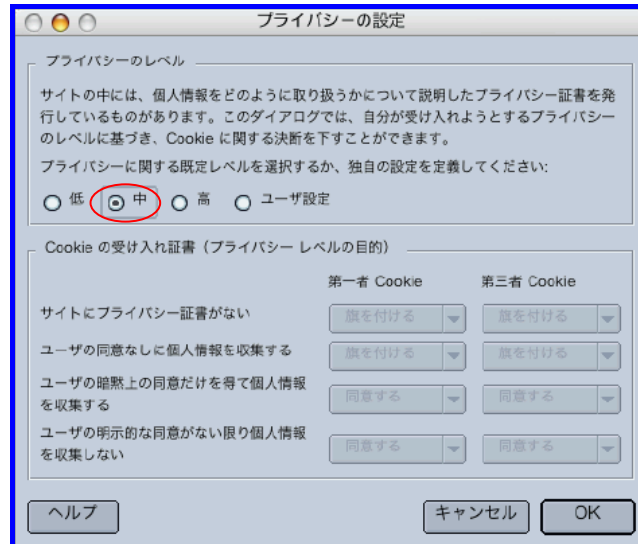 プライバシーの設定
プライバシーのレベル
サイトの中には、個人情報をどのように取り扱うかについて説明したプライバシー証書を発
行しているものがあります。このダイアログでは、自分が受け入れようとするプライバシー
のレベルに基づき、Cookie に関する決断を下すことができます。
プライバシーに関する既定レベルを選択するか、独自の設定を定義してください:
低 中 高 ユーザ設定
Cookie の受け入れ証書（プライバシー レベルの目的）
第一者 Cookie 第三者 Cookie
サイトにプライバシー証書がない 旗を付ける 旗を付ける
ユーザの同意なしに個人情報を収集する 旗を付ける 旗を付ける
ユーザの暗黙上の同意だけを得て個人情報
を収集する 同意する 同意する
ユーザの明示的な同意がない限り個人情報
を収集しない 同意する 同意する
ヘルプ キャンセル OK